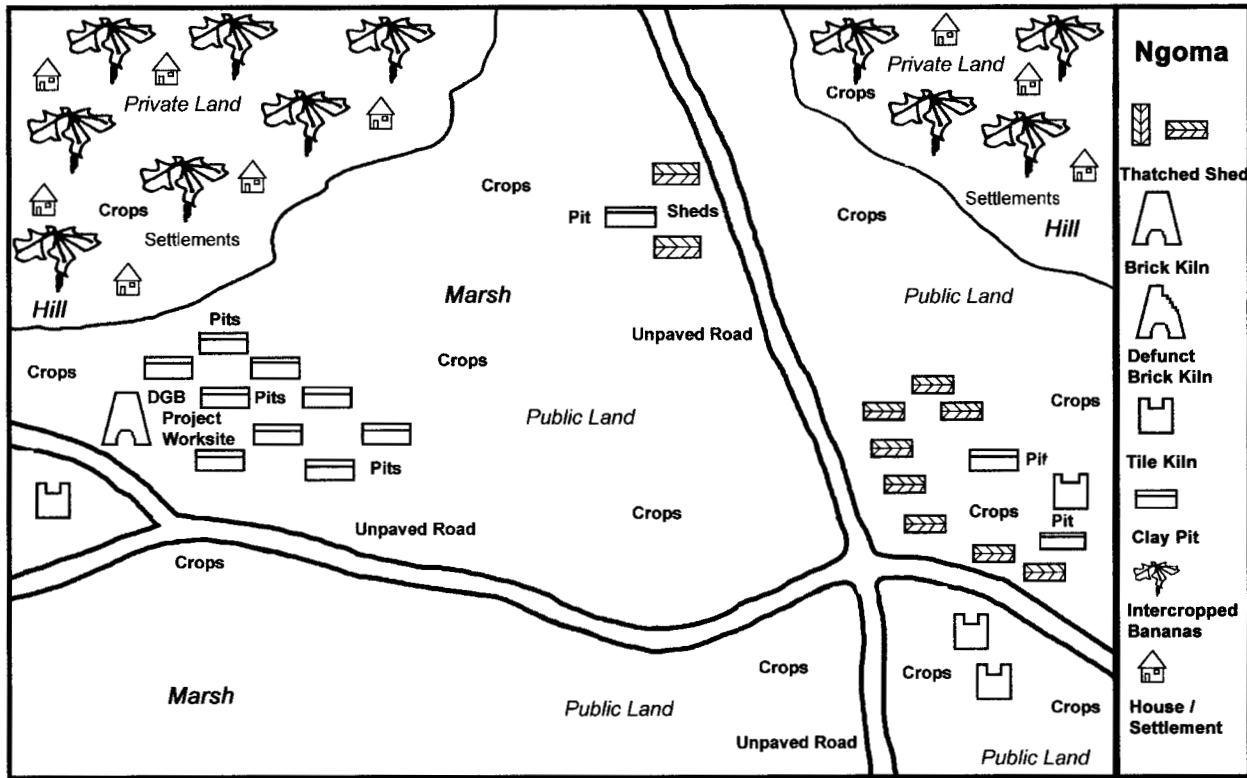 Private Land
Crops
Settlements
Hill
Private Land
Crops
Settlements
Hill
Crops
Pit
Sheds
Crops
Marsh
Public Land
Pits
Unpaved Road
Crops
Crops
DGB
Pits
Project
Worksite
Pits
Public Land
Crops
Pit
Crops
Pit
Crops
Unpaved Road
Crops
Marsh
Public Land
Crops
Unpaved Road
Crops
Crops
Public Land
Ngoma
Thatched Shed
Brick Kiln
Defunct
Brick Kiln
Tile Kiln
Clay Pit
Intercropped
Bananas
House /
Settlement